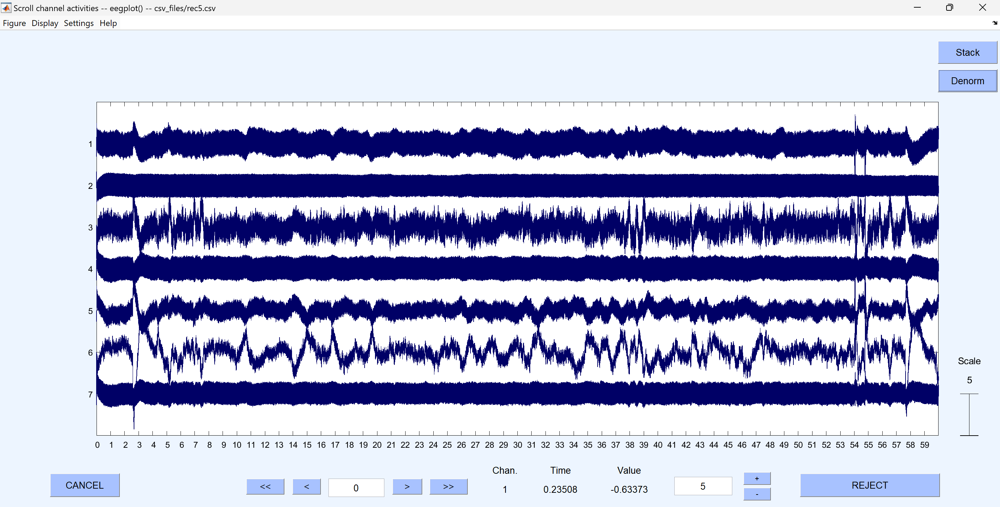 Scroll channel activities -- eegplot() -- csv_files/rec5.csv
Figure Display Settings Help
Stack
Denorm
1
2
3
4
5
6
7
Scale
5
0 1 2 3 4 5 6 7 8 9 10 11 12 13 14 15 16 17 18 19 20 21 22 23 24 25 26 27 28 29 30 31 32 33 34 35 36 37 38 39 40 41 42 43 44 45 46 47 48 49 50 51 52 53 54 55 56 57 58 59
Chan. Time Value
CANCEL << < 0 > >> 1 0.23508 -0.63373 5 + - REJECT